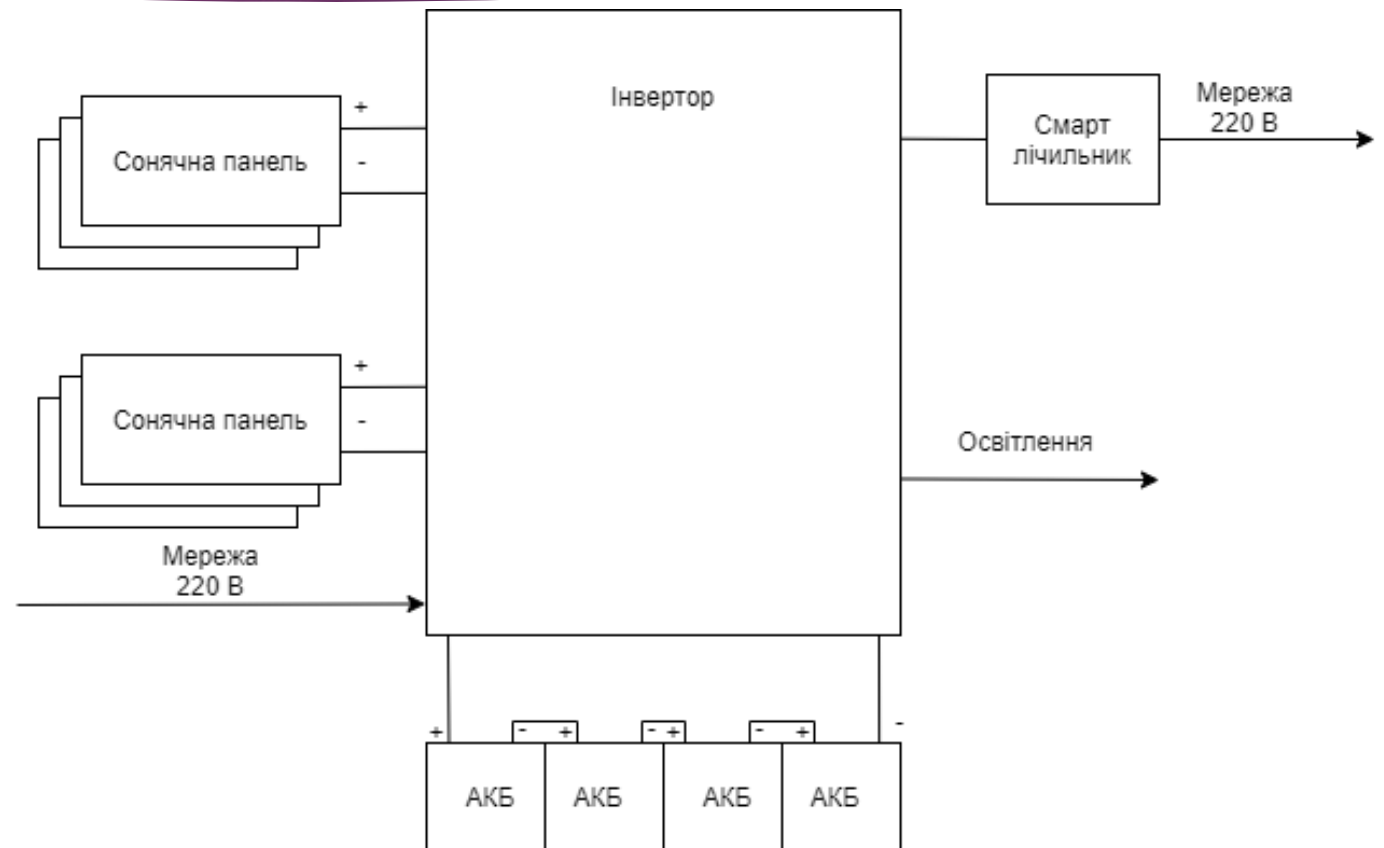 Інвертор
Сонячна панель
+
-
Смарт
лічильник
Мережа
220 В
Сонячна панель
+
-
Освітлення
Мережа
220 В
+ - + - + - + -
АКБ АКБ АКБ АКБ